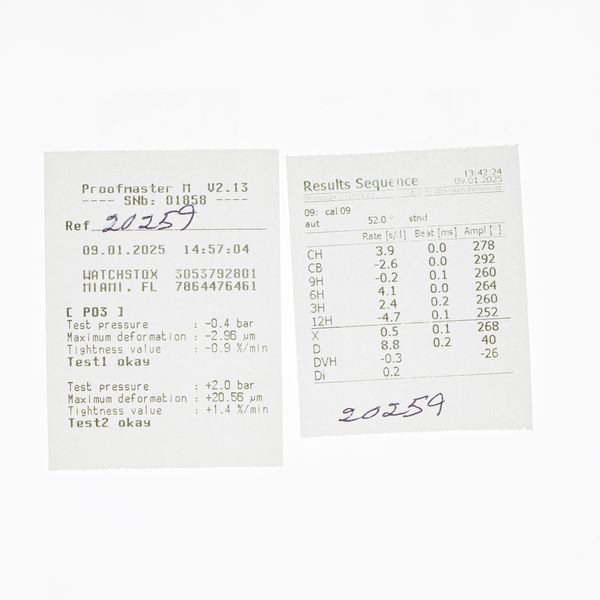 Proofmaster M V2.13
---- SNb: 01858 ----
Ref 20259
09.01.2025 14:57:04
WATCHSTOX 3053792801
MIAMI. FL 7864476461
[ P03 ]
Test pressure : -0.4 bar
Maximum deformation : -2.96 µm
Tightness value : -0.9 %/min
Test1 okay
Test pressure : +2.0 bar
Maximum deformation : +20.56 µm
Tightness value : +1.4 %/min
Test2 okay
13:42:24
Results Sequence 09.01.2025
09: cal 09
aut 52.0 ° stnd
Rate [s/d] Beat [ms] Ampl [°]
CH 3.9 0.0 278
CB -2.6 0.0 292
9H -0.2 0.1 260
6H 4.1 0.0 264
3H 2.4 0.2 260
12H -4.7 0.1 252
X 0.5 0.1 268
D 8.8 0.2 40
DVH -0.3 -26
Di 0.2
20259